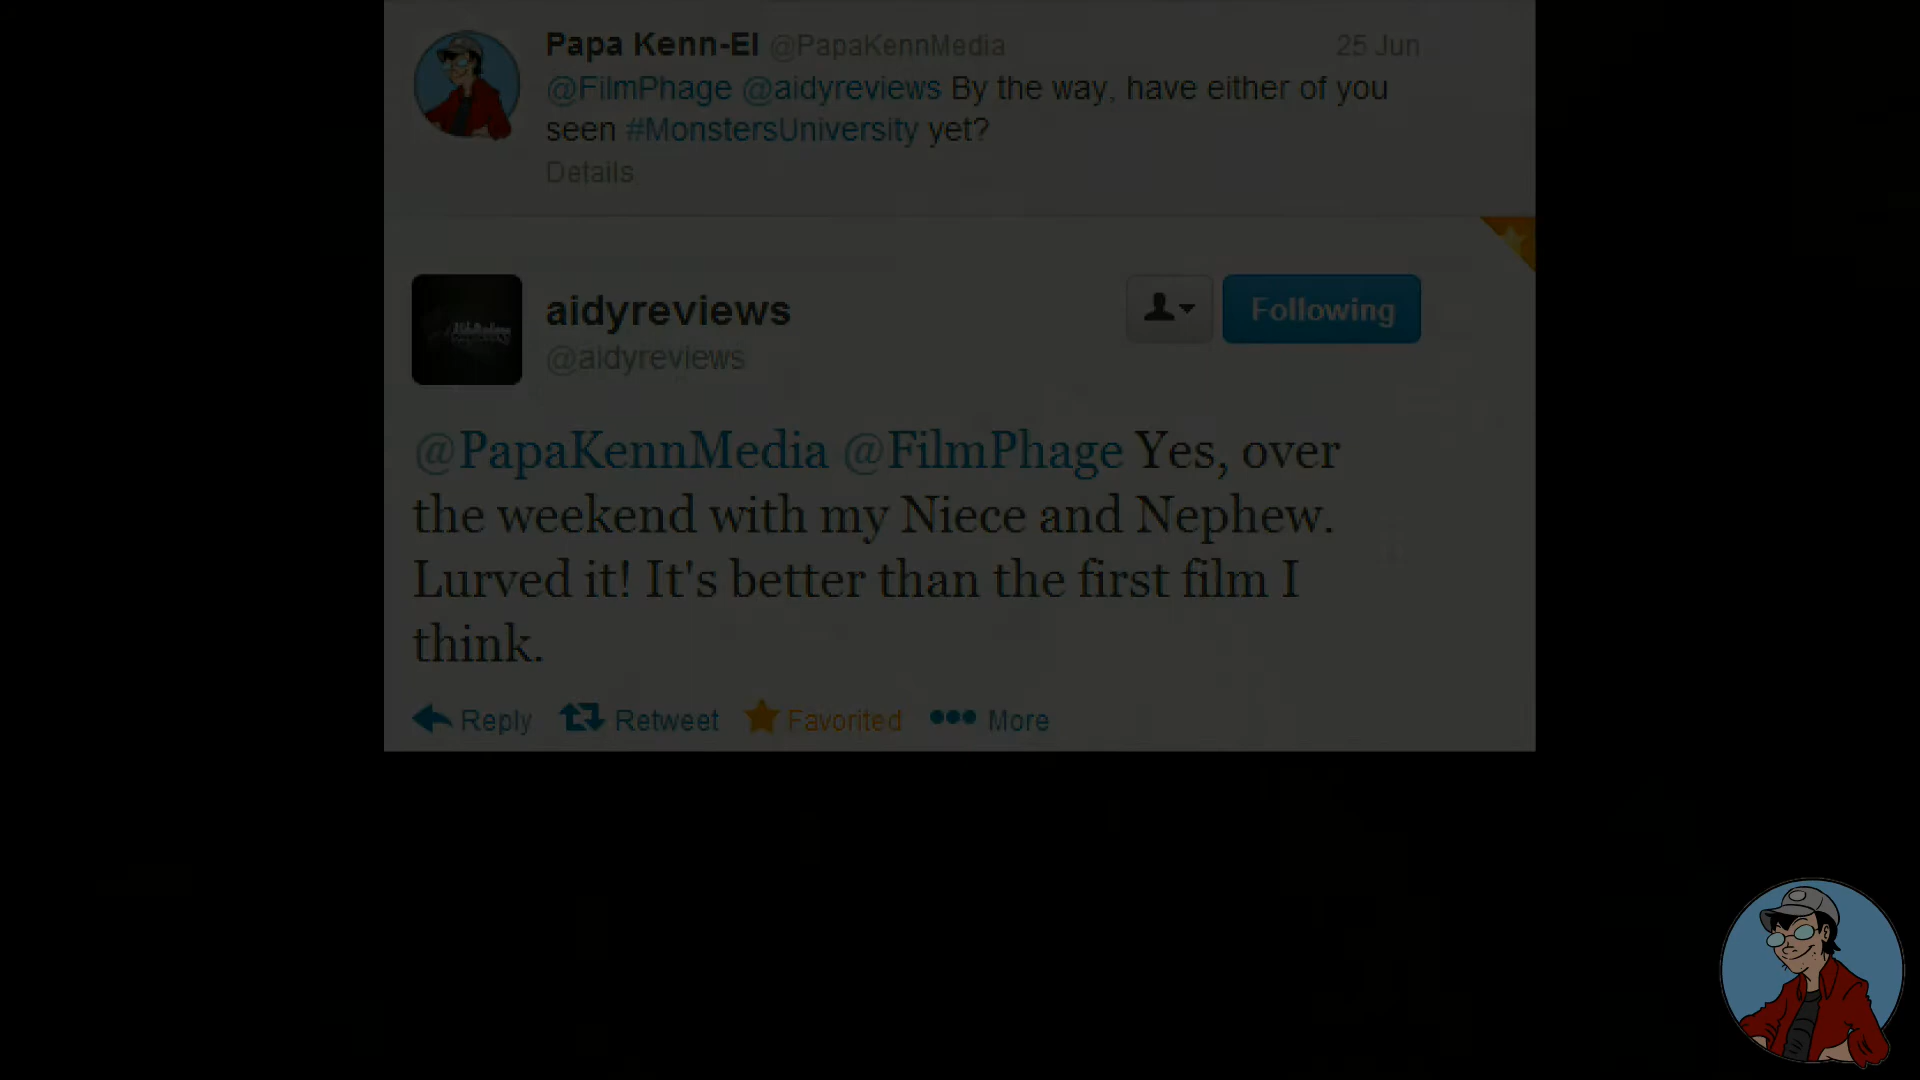 Papa Kenn-El @PapaKennMedia 25 Jun
@FilmPhage @aidyreviews By the way, have either of you
seen #MonstersUniversity yet?
Details
aidyreviews
Following
@aidyreviews
@PapaKennMedia @FilmPhage Yes, over
the weekend with my Niece and Nephew.
Lurved it! It's better than the first film I
think.
Reply Retweet Favorited More